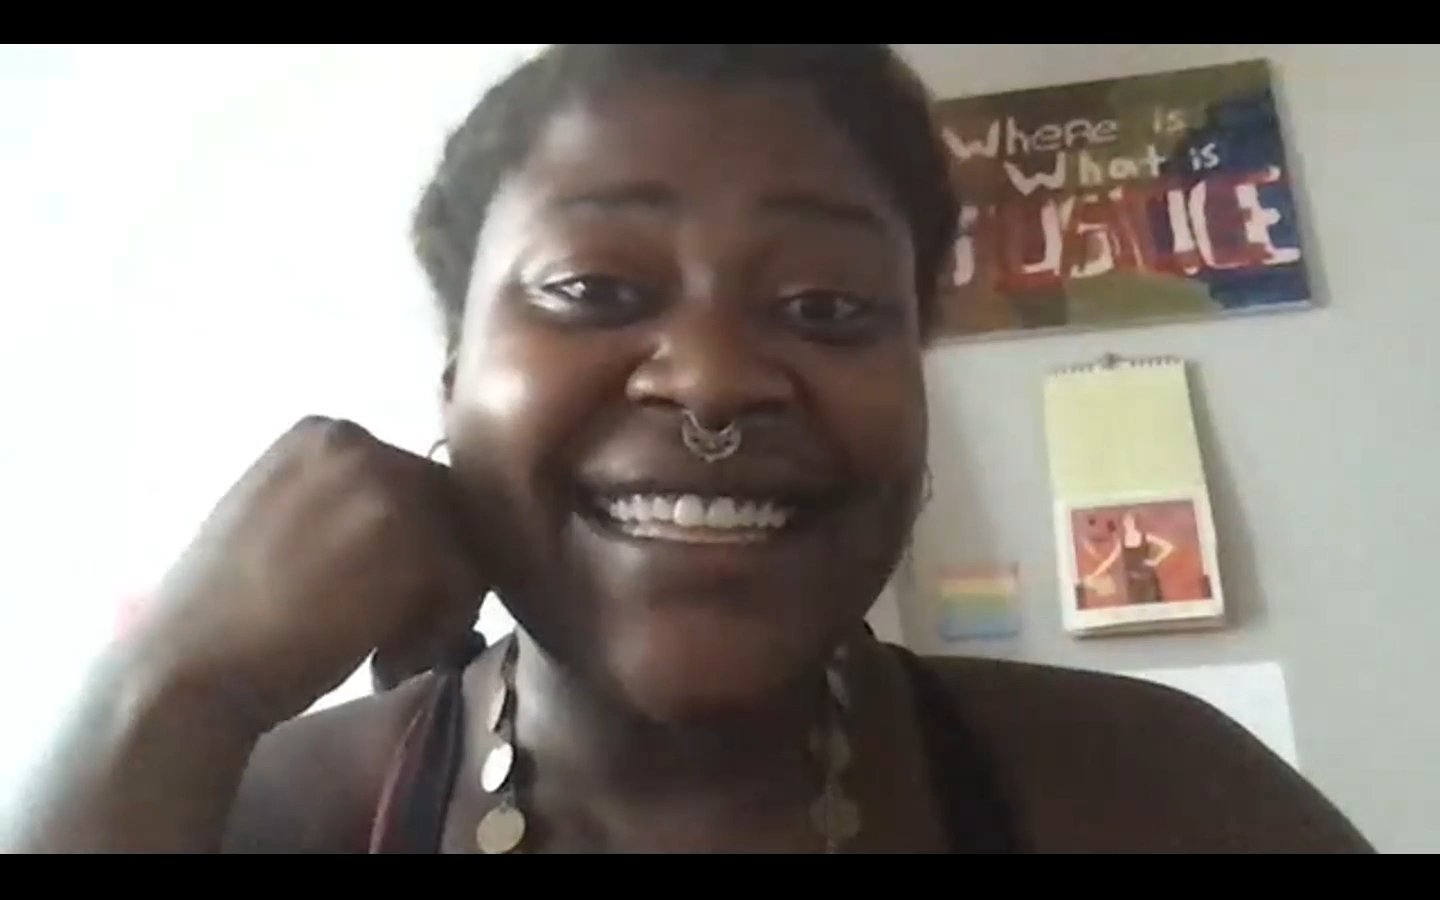 Where is
What is
JUSTICE